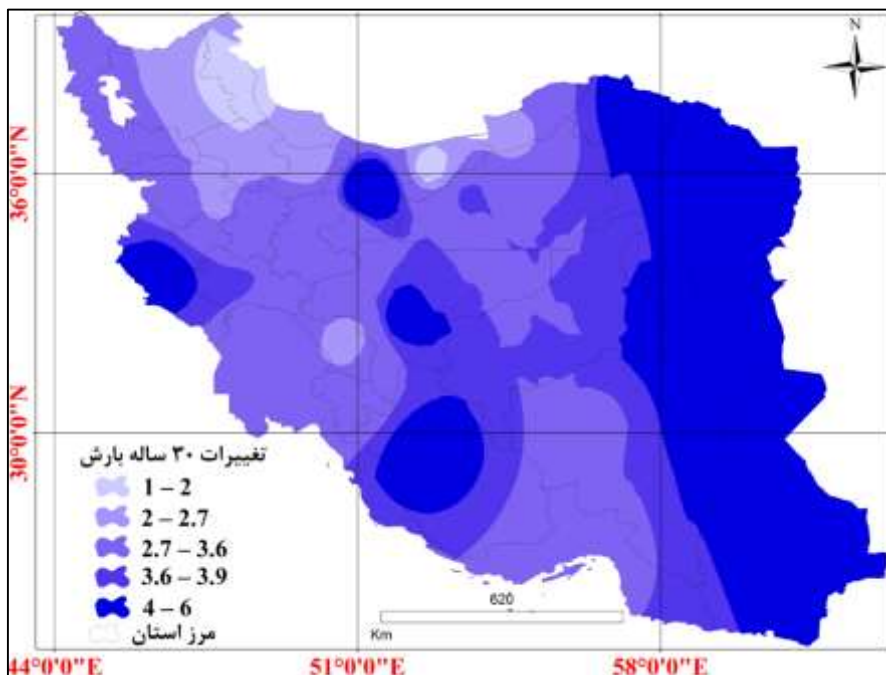 N
36°0'0"N
30°0'0"N
تغییرات ۳۰ ساله بارش
1 – 2
2 – 2.7
2.7 – 3.6
3.6 – 3.9
4 – 6
مرز استان
620
Km
44°0'0"E
51°0'0"E
58°0'0"E